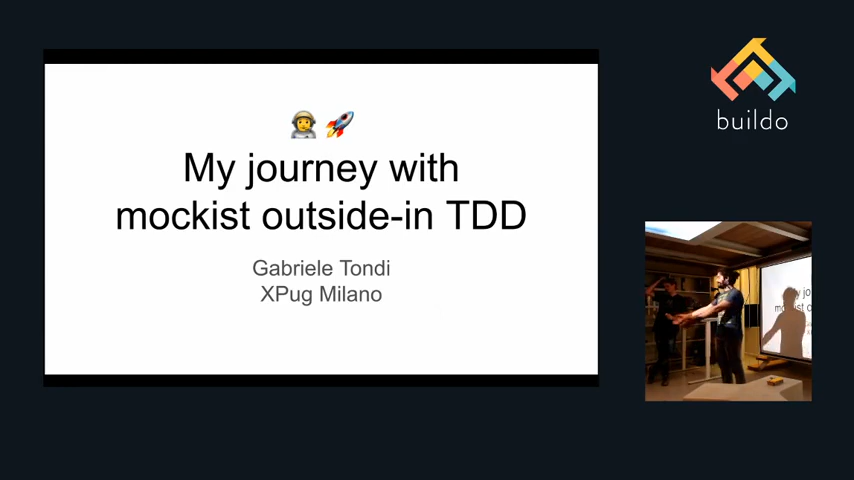 My journey with
mockist outside-in TDD
Gabriele Tondi
XPug Milano
buildo